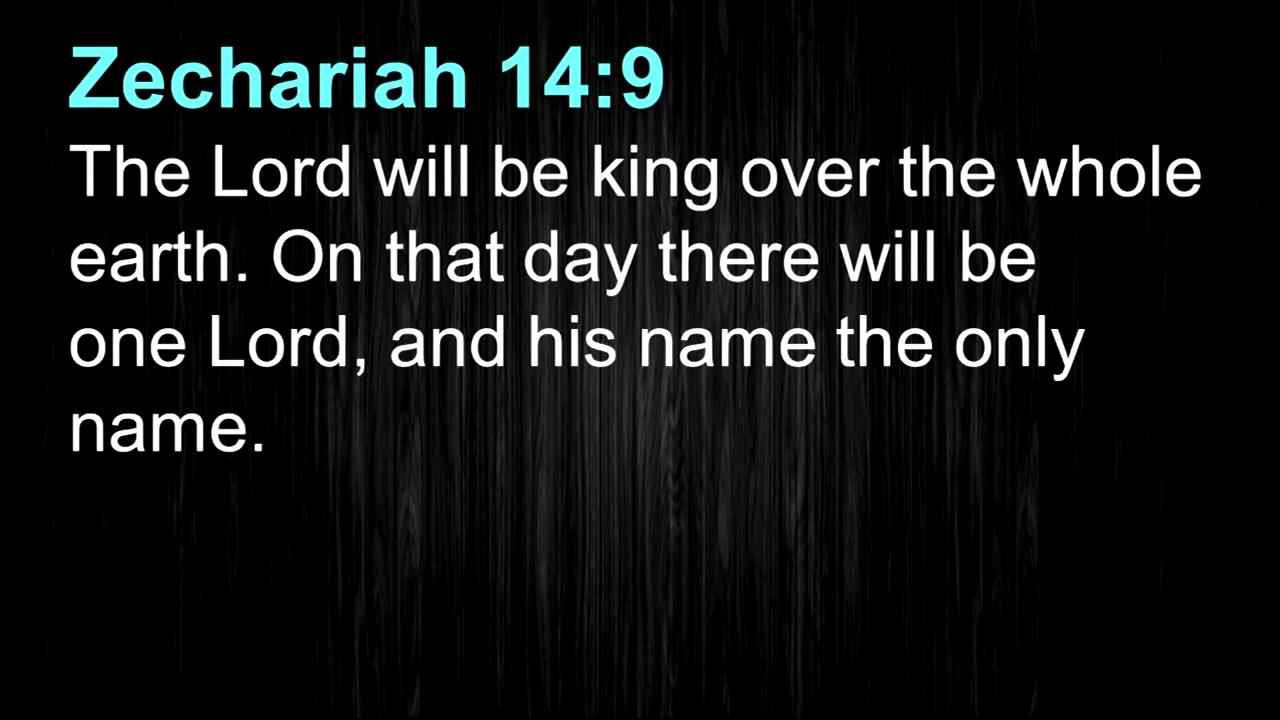 Zechariah 14:9
The Lord will be king over the whole
earth. On that day there will be
one Lord, and his name the only
name.